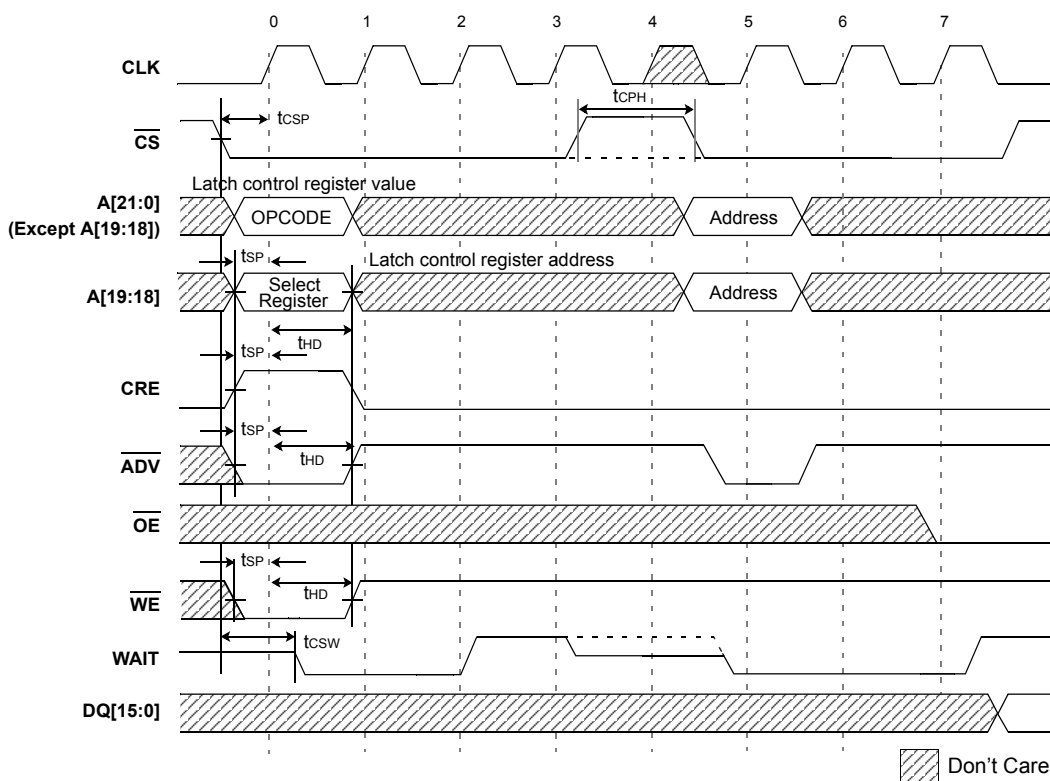 0 1 2 3 4 5 6 7
CLK
tCPH
tCSP
CS
Latch control register value
A[21:0]
(Except A[19:18])
OPCODE
Address
tSP
Latch control register address
A[19:18]
Select
Register
Address
tHD
tSP
CRE
tSP
tHD
ADV
OE
tSP
tHD
WE
tCSW
WAIT
DQ[15:0]
Don't Care